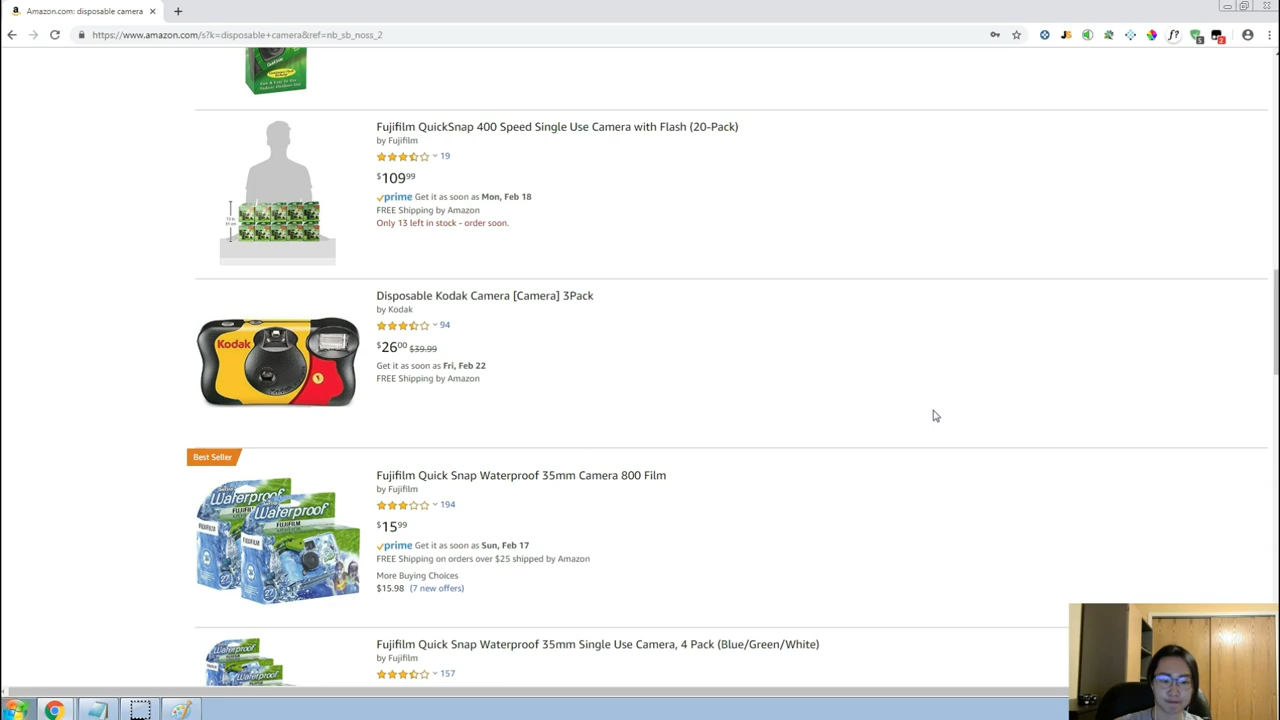 Amazon.com: disposable camera
https://www.amazon.com/s?k=disposable+camera&ref=nb_sb_noss_2
Fujifilm QuickSnap 400 Speed Single Use Camera with Flash (20-Pack)
by Fujifilm
19
$109.99
prime Get it as soon as Mon, Feb 18
FREE Shipping by Amazon
Only 13 left in stock - order soon.
Kodak
Disposable Kodak Camera [Camera] 3Pack
by Kodak
94
$26.00 $39.99
Get it as soon as Fri, Feb 22
FREE Shipping by Amazon
Best Seller
Waterproof
Waterproof
FUJIFILM
27
27
Fujifilm Quick Snap Waterproof 35mm Camera 800 Film
by Fujifilm
194
$15.99
prime Get it as soon as Sun, Feb 17
FREE Shipping on orders over $25 shipped by Amazon
More Buying Choices
$15.98 (7 new offers)
Waterproof
Fujifilm Quick Snap Waterproof 35mm Single Use Camera, 4 Pack (Blue/Green/White)
by Fujifilm
157